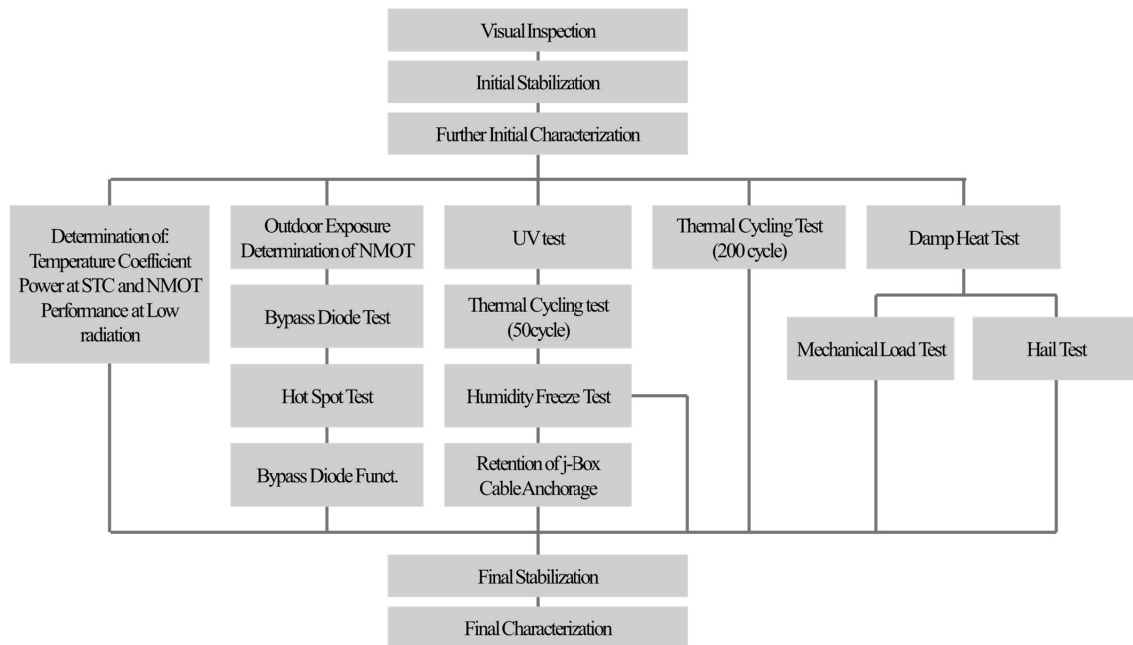 Visual Inspection
Initial Stabilization
Further Initial Characterization
Determination of:
Temperature Coefficient
Power at STC and NMOT
Performance at Low
radiation
Outdoor Exposure
Determination of NMOT
Bypass Diode Test
Hot Spot Test
Bypass Diode Funct.
UV test
Thermal Cycling test
(50cycle)
Humidity Freeze Test
Retention of j-Box
Cable Anchorage
Thermal Cycling Test
(200 cycle)
Damp Heat Test
Mechanical Load Test
Hail Test
Final Stabilization
Final Characterization